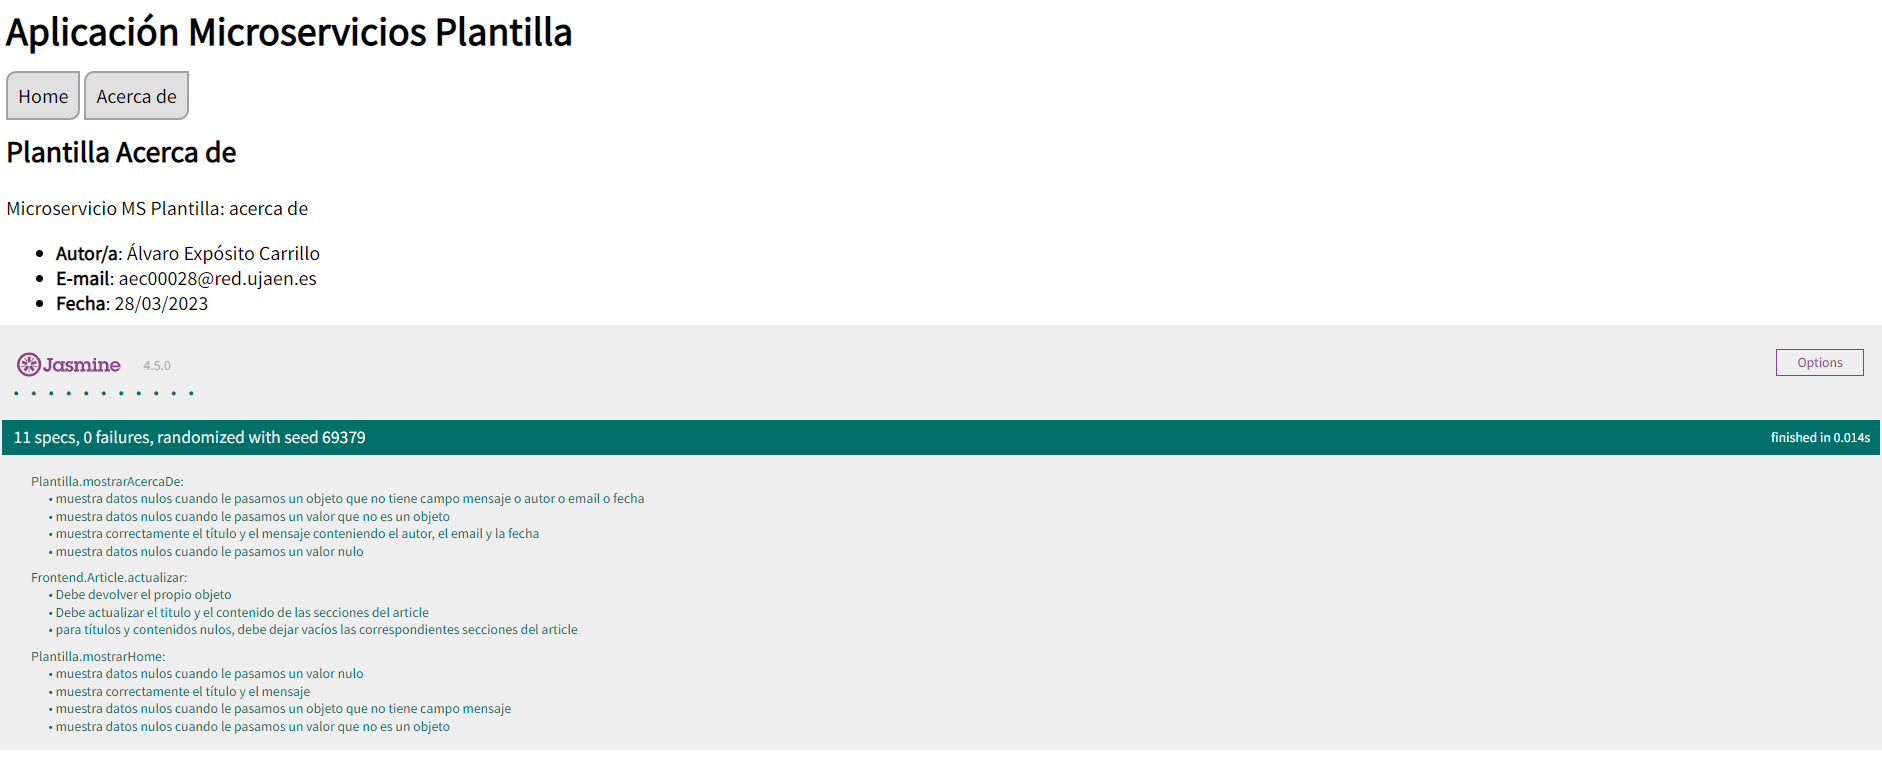 Aplicación Microservicios Plantilla
Home Acerca de
Plantilla Acerca de
Microservicio MS Plantilla: acerca de
• Autor/a: Álvaro Expósito Carrillo
• E-mail: aec00028@red.ujaen.es
• Fecha: 28/03/2023
Jasmine 4.5.0 Options
• • • • • • • • • • •
11 specs, 0 failures, randomized with seed 69379 finished in 0.014s
Plantilla.mostrarAcercaDe:
• muestra datos nulos cuando le pasamos un objeto que no tiene campo mensaje o autor o email o fecha
• muestra datos nulos cuando le pasamos un valor que no es un objeto
• muestra correctamente el título y el mensaje conteniendo el autor, el email y la fecha
• muestra datos nulos cuando le pasamos un valor nulo
Frontend.Article.actualizar:
• Debe devolver el propio objeto
• Debe actualizar el titulo y el contenido de las secciones del article
• para títulos y contenidos nulos, debe dejar vacíos las correspondientes secciones del article
Plantilla.mostrarHome:
• muestra datos nulos cuando le pasamos un valor nulo
• muestra correctamente el título y el mensaje
• muestra datos nulos cuando le pasamos un objeto que no tiene campo mensaje
• muestra datos nulos cuando le pasamos un valor que no es un objeto